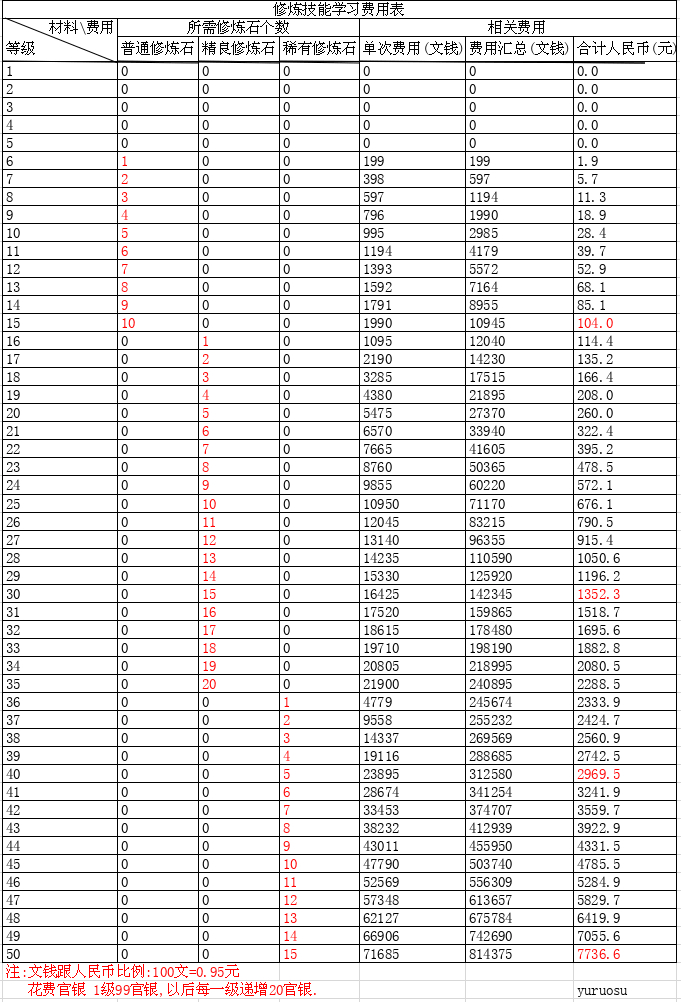 修炼技能学习费用表
材料\费用 所需修炼石个数 相关费用
等级 普通修炼石 精良修炼石 稀有修炼石 单次费用(文钱) 费用汇总(文钱) 合计人民币(元)
1 0 0 0 0 0 0.0
2 0 0 0 0 0 0.0
3 0 0 0 0 0 0.0
4 0 0 0 0 0 0.0
5 0 0 0 0 0 0.0
6 1 0 0 199 199 1.9
7 2 0 0 398 597 5.7
8 3 0 0 597 1194 11.3
9 4 0 0 796 1990 18.9
10 5 0 0 995 2985 28.4
11 6 0 0 1194 4179 39.7
12 7 0 0 1393 5572 52.9
13 8 0 0 1592 7164 68.1
14 9 0 0 1791 8955 85.1
15 10 0 0 1990 10945 104.0
16 0 1 0 1095 12040 114.4
17 0 2 0 2190 14230 135.2
18 0 3 0 3285 17515 166.4
19 0 4 0 4380 21895 208.0
20 0 5 0 5475 27370 260.0
21 0 6 0 6570 33940 322.4
22 0 7 0 7665 41605 395.2
23 0 8 0 8760 50365 478.5
24 0 9 0 9855 60220 572.1
25 0 10 0 10950 71170 676.1
26 0 11 0 12045 83215 790.5
27 0 12 0 13140 96355 915.4
28 0 13 0 14235 110590 1050.6
29 0 14 0 15330 125920 1196.2
30 0 15 0 16425 142345 1352.3
31 0 16 0 17520 159865 1518.7
32 0 17 0 18615 178480 1695.6
33 0 18 0 19710 198190 1882.8
34 0 19 0 20805 218995 2080.5
35 0 20 0 21900 240895 2288.5
36 0 0 1 4779 245674 2333.9
37 0 0 2 9558 255232 2424.7
38 0 0 3 14337 269569 2560.9
39 0 0 4 19116 288685 2742.5
40 0 0 5 23895 312580 2969.5
41 0 0 6 28674 341254 3241.9
42 0 0 7 33453 374707 3559.7
43 0 0 8 38232 412939 3922.9
44 0 0 9 43011 455950 4331.5
45 0 0 10 47790 503740 4785.5
46 0 0 11 52569 556309 5284.9
47 0 0 12 57348 613657 5829.7
48 0 0 13 62127 675784 6419.9
49 0 0 14 66906 742690 7055.6
50 0 0 15 71685 814375 7736.6
注:文钱跟人民币比例:100文=0.95元
花费官银 1级99官银,以后每一级递增20官银. yuruosu